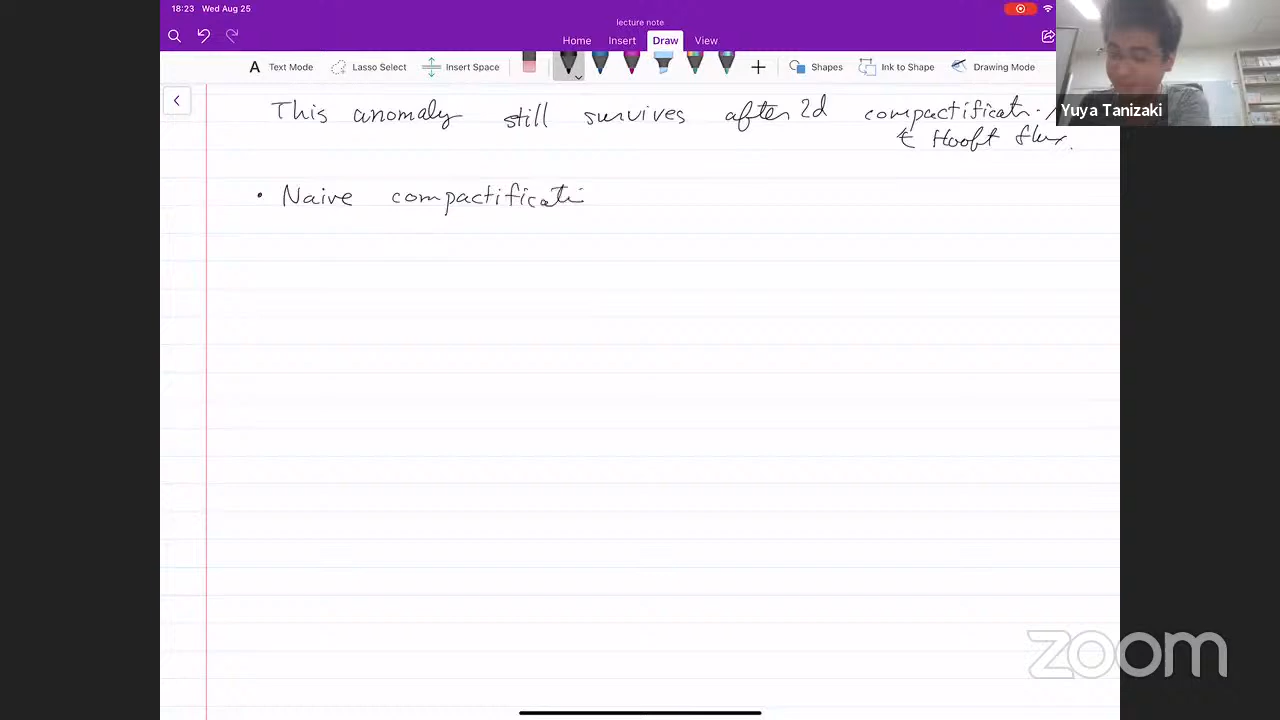 18:23 Wed Aug 25
lecture note
Home Insert Draw View
A Text Mode Lasso Select Insert Space Shapes Ink to Shape Drawing Mode
Yuya Tanizaki
This anomaly still survives after 2d
't Hooft flux.
• Naive compactificati
zoom